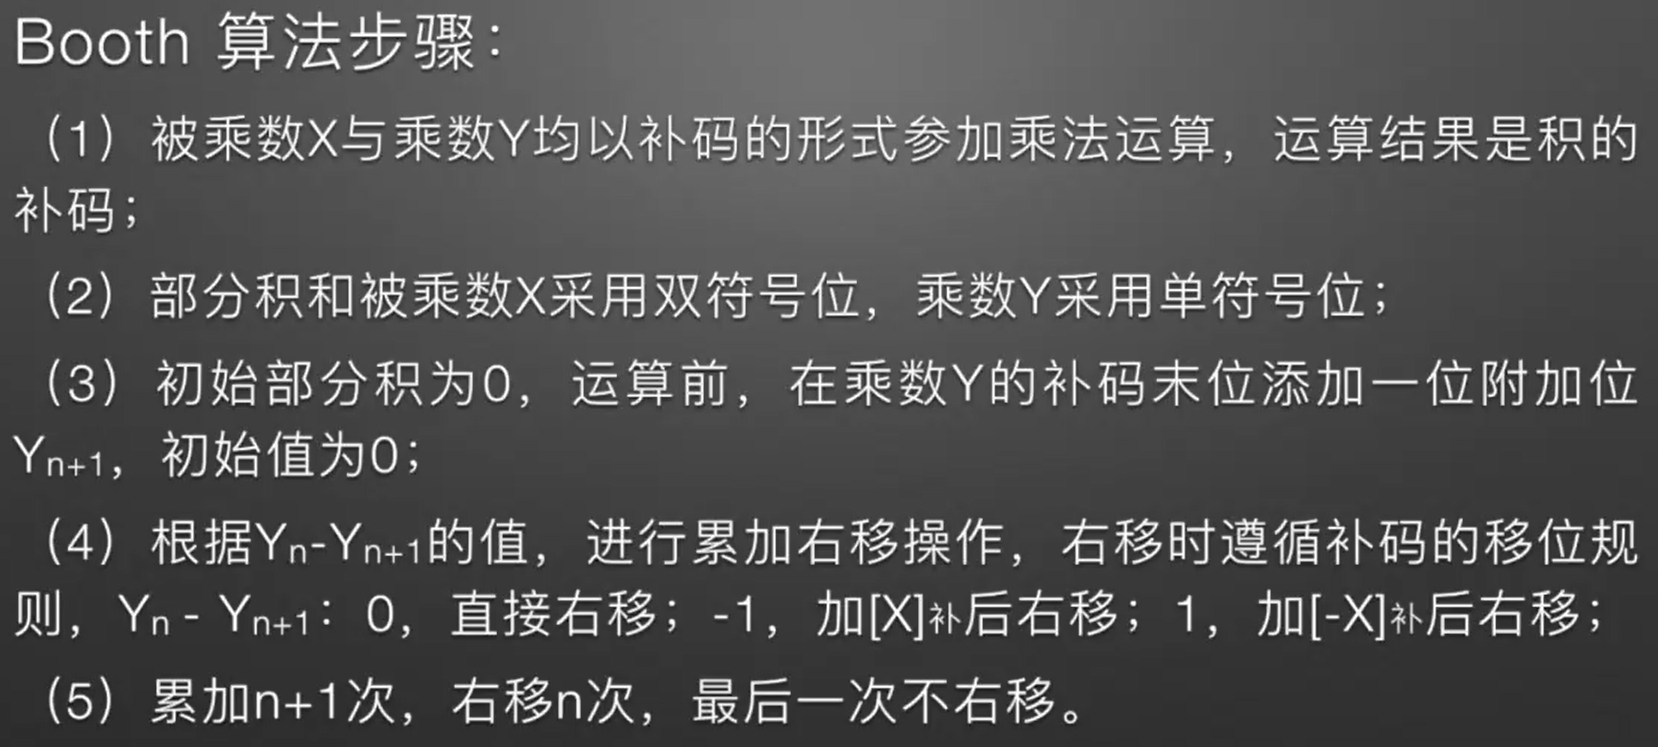 Booth 算法步骤：
（1）被乘数X与乘数Y均以补码的形式参加乘法运算，运算结果是积的
补码；
（2）部分积和被乘数X采用双符号位，乘数Y采用单符号位；
（3）初始部分积为0，运算前，在乘数Y的补码末位添加一位附加位
Yn+1，初始值为0；
（4）根据Yn-Yn+1的值，进行累加右移操作，右移时遵循补码的移位规
则，Yn - Yn+1：0，直接右移；-1，加[X]补后右移；1，加[-X]补后右移；
（5）累加n+1次，右移n次，最后一次不右移。